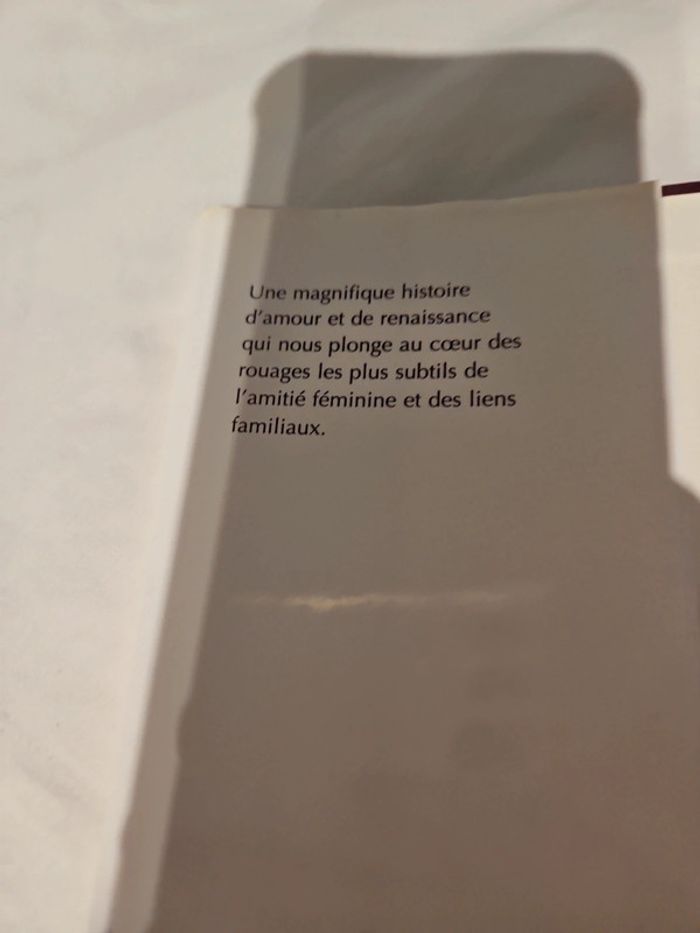 Une magnifique histoire
d'amour et de renaissance
qui nous plonge au cœur des
rouages les plus subtils de
l'amitié féminine et des liens
familiaux.